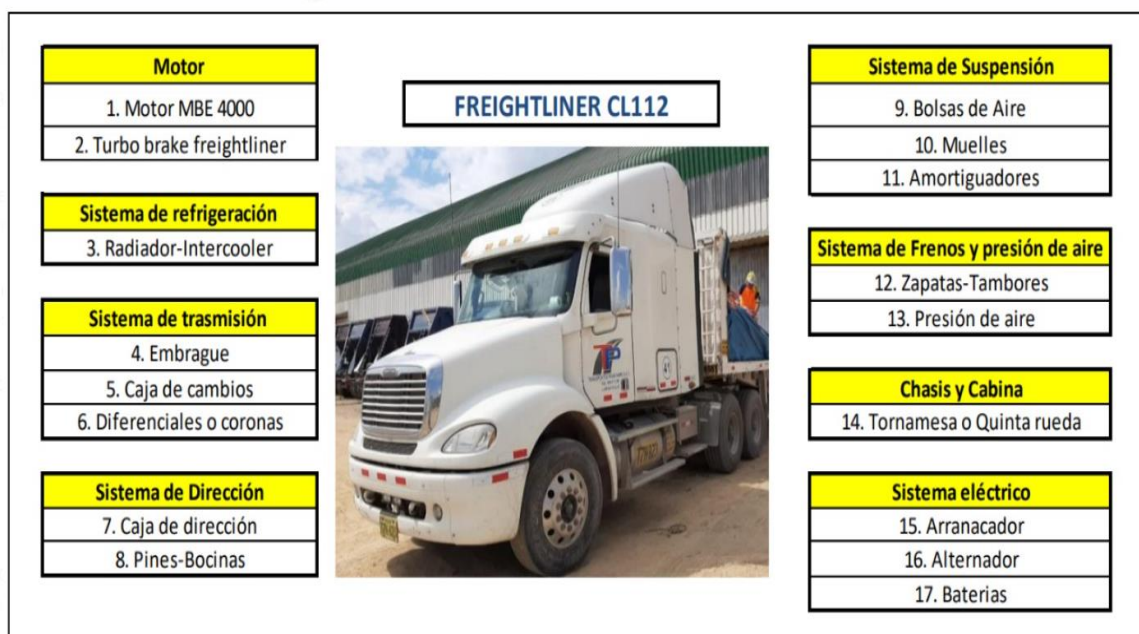 Motor
1. Motor MBE 4000
2. Turbo brake freightliner
Sistema de refrigeración
3. Radiador-Intercooler
Sistema de trasmisión
4. Embrague
5. Caja de cambios
6. Diferenciales o coronas
Sistema de Dirección
7. Caja de dirección
8. Pines-Bocinas
FREIGHTLINER CL112
TP
Sistema de Suspensión
9. Bolsas de Aire
10. Muelles
11. Amortiguadores
Sistema de Frenos y presión de aire
12. Zapatas-Tambores
13. Presión de aire
Chasis y Cabina
14. Tornamesa o Quinta rueda
Sistema eléctrico
15. Arranacador
16. Alternador
17. Baterias